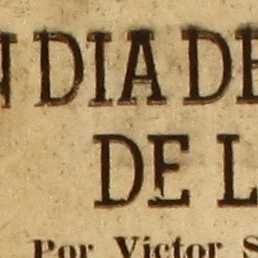 N DIA DE
DE L
Por Victor S